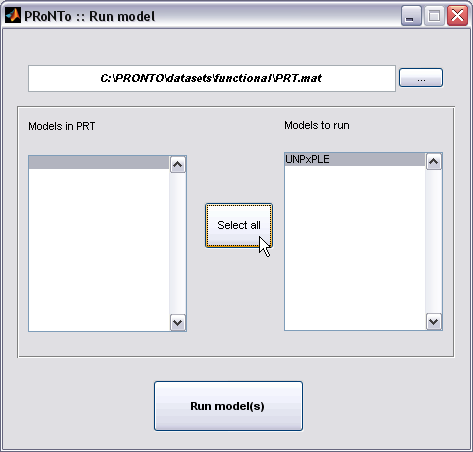 PRoNTo :: Run model
C:\PRONTO\datasets\functional\PRT.mat
...
Models in PRT
Models to run
UNPxPLE
Select all
Run model(s)